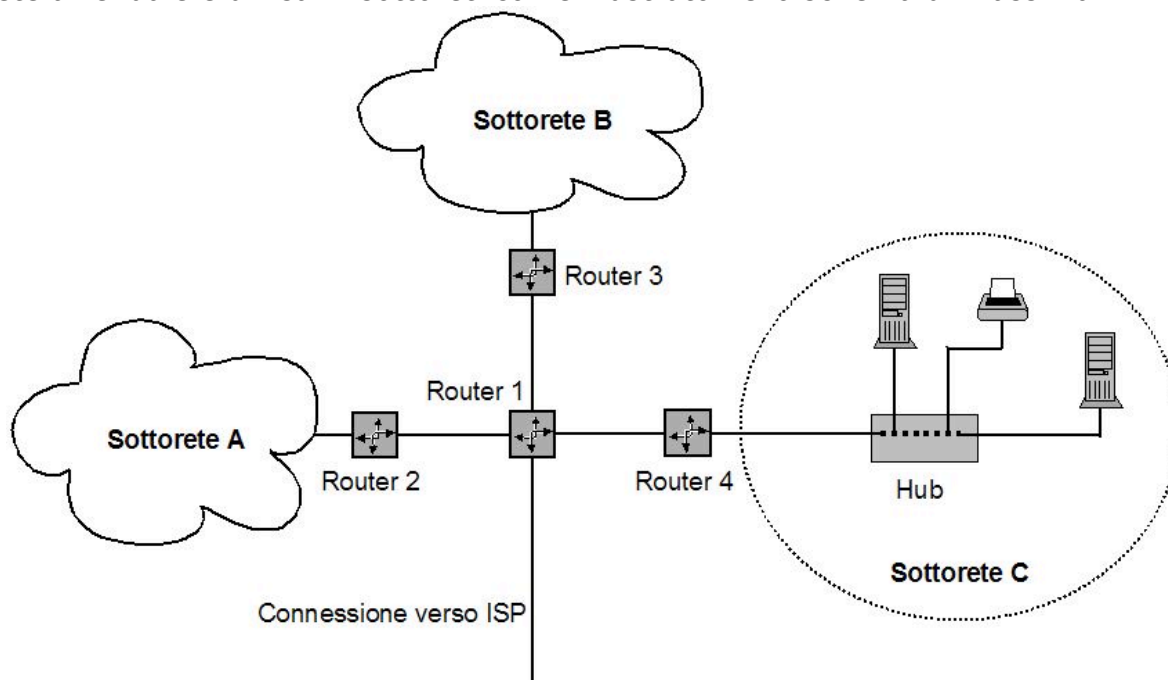 Sottorete B
Router 3
Router 1
Sottorete A
Router 2
Router 4
Hub
Sottorete C
Connessione verso ISP